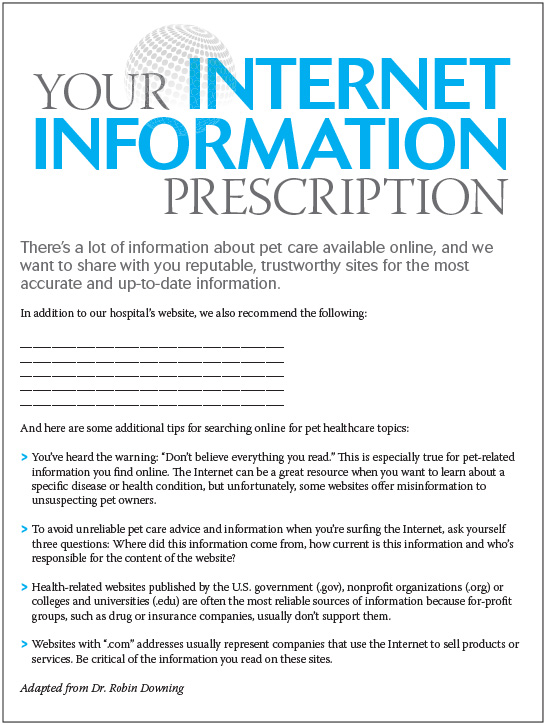 YOUR INTERNET
INFORMATION
PRESCRIPTION
There’s a lot of information about pet care available online, and we
want to share with you reputable, trustworthy sites for the most
accurate and up-to-date information.
In addition to our hospital’s website, we also recommend the following:
And here are some additional tips for searching online for pet healthcare topics:
> You’ve heard the warning: “Don’t believe everything you read.” This is especially true for pet-related
information you find online. The Internet can be a great resource when you want to learn about a
specific disease or health condition, but unfortunately, some websites offer misinformation to
unsuspecting pet owners.
> To avoid unreliable pet care advice and information when you’re surfing the Internet, ask yourself
three questions: Where did this information come from, how current is this information and who’s
responsible for the content of the website?
> Health-related websites published by the U.S. government (.gov), nonprofit organizations (.org) or
colleges and universities (.edu) are often the most reliable sources of information because for-profit
groups, such as drug or insurance companies, usually don’t support them.
> Websites with “.com” addresses usually represent companies that use the Internet to sell products or
services. Be critical of the information you read on these sites.
Adapted from Dr. Robin Downing